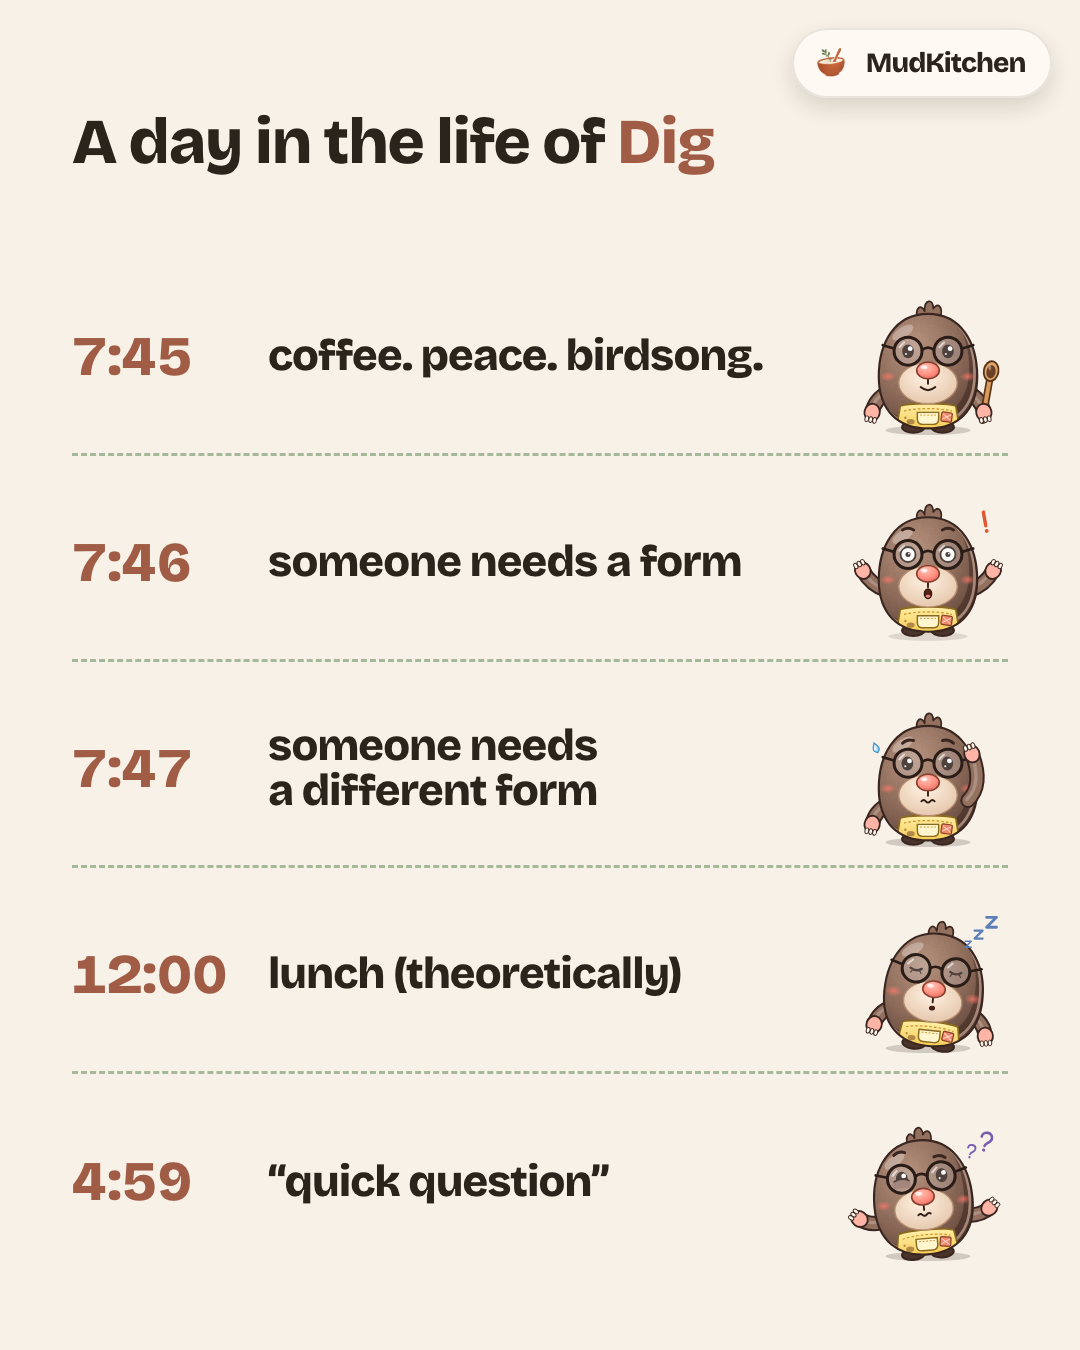 MudKitchen
A day in the life of Dig
7:45 coffee. peace. birdsong.
7:46 someone needs a form
!
7:47 someone needs
a different form
z z z
12:00 lunch (theoretically)
??
4:59 “quick question”